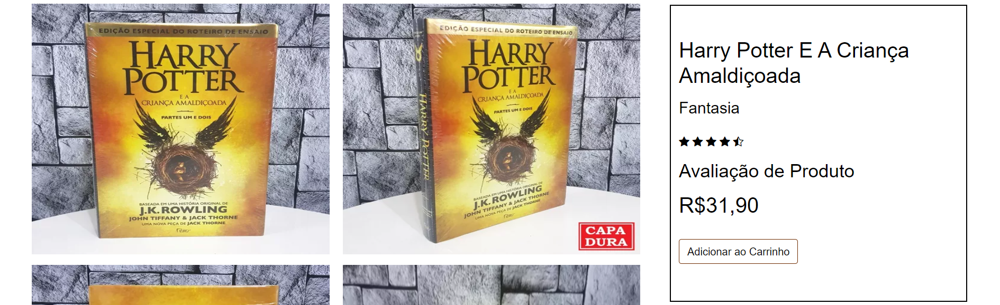 EDIÇÃO ESPECIAL DO ROTEIRO DE ENSAIO
HARRY
POTTER
E A
CRIANÇA AMALDIÇOADA
PARTES UM E DOIS
BASEADA EM UMA HISTÓRIA ORIGINAL DE
J.K. ROWLING
JOHN TIFFANY & JACK THORNE
UMA NOVA PEÇA DE JACK THORNE
EDIÇÃO ESPECIAL DO ROTEIRO DE ENSAIO
HARRY
POTTER
E A
CRIANÇA AMALDIÇOADA
PARTES UM E DOIS
HARRY POTTER
BASEADA EM UMA HISTÓRIA ORIGINAL DE
J.K. ROWLING
JOHN TIFFANY & JACK THORNE
UMA NOVA PEÇA DE JACK THORNE
CAPA
DURA
Harry Potter E A Criança
Amaldiçoada
Fantasia
Avaliação de Produto
R$31,90
Adicionar ao Carrinho